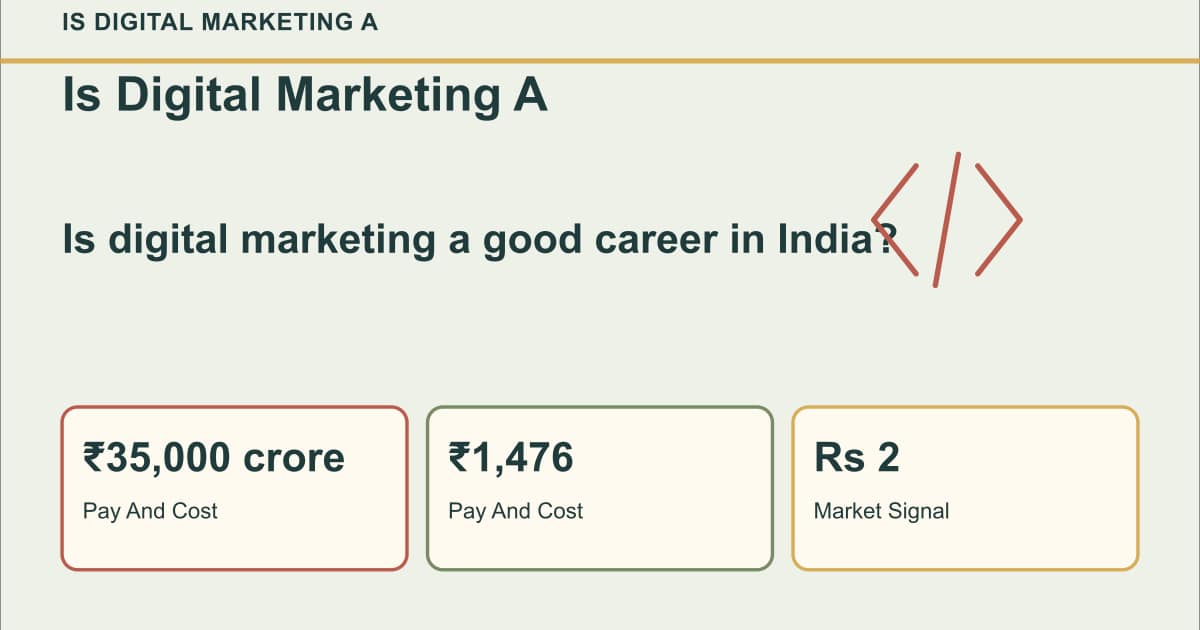 IS DIGITAL MARKETING A
Is Digital Marketing A
Is digital marketing a good career in India?
₹35,000 crore
Pay And Cost
₹1,476
Pay And Cost
Rs 2
Market Signal